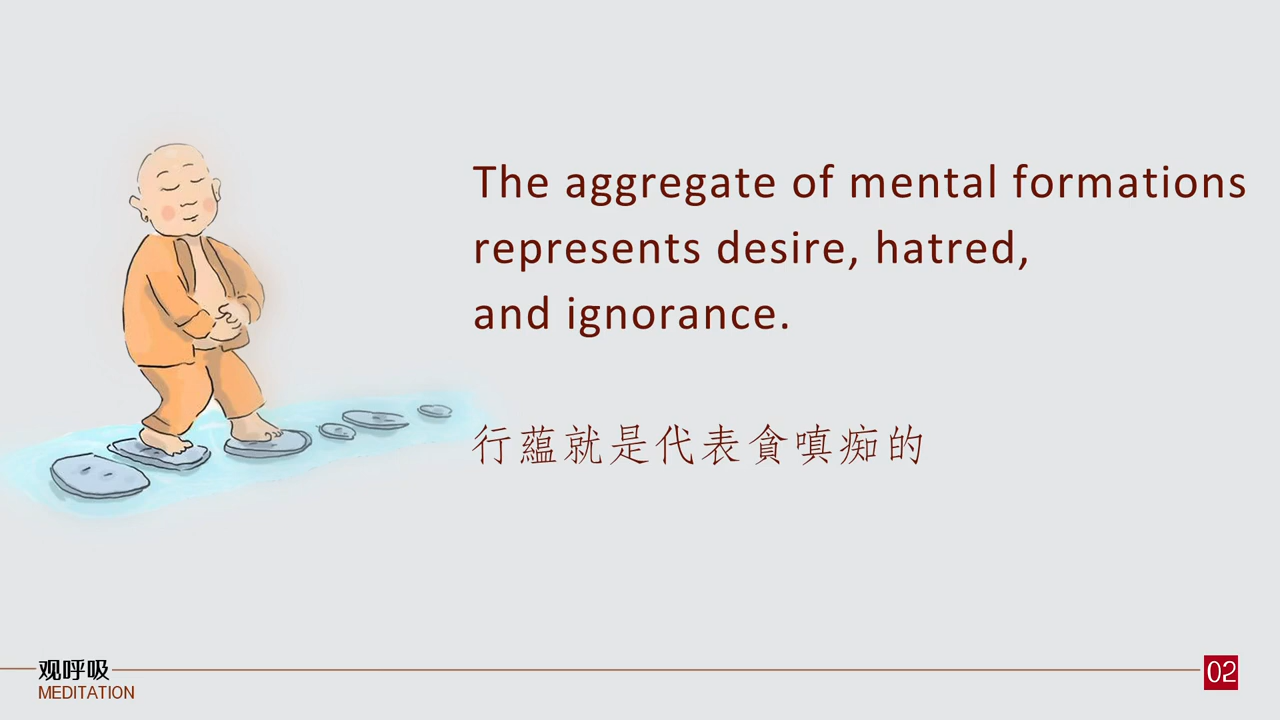 The aggregate of mental formations
represents desire, hatred,
and ignorance.
行蘊就是代表貪嗔痴的
观呼吸
MEDITATION
02